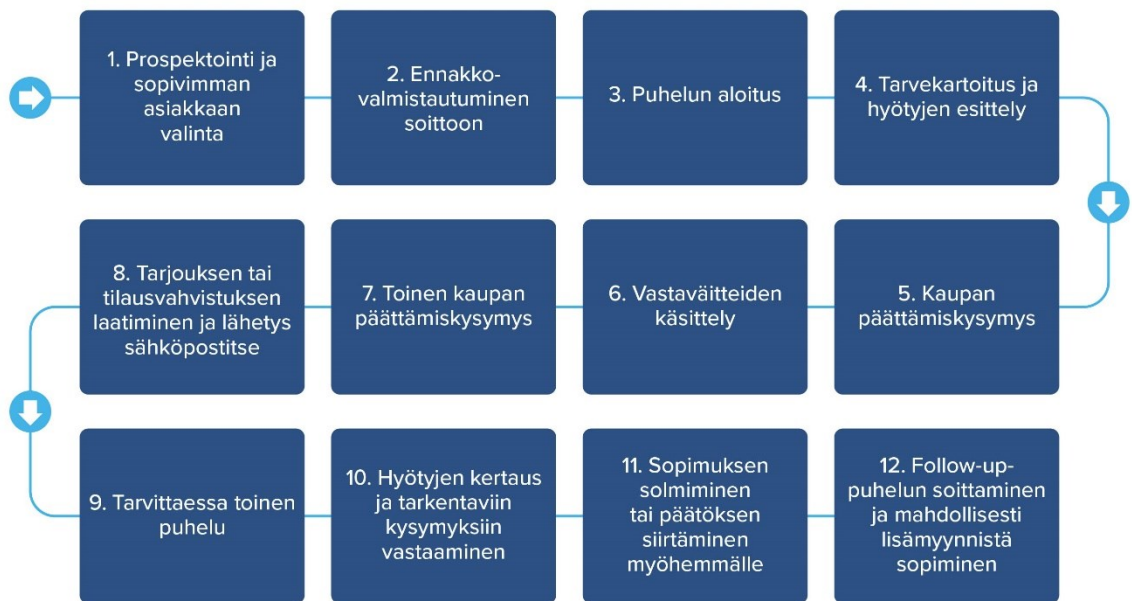 1. Prospektointi ja
sopivimman
asiakkaan
valinta
2. Ennakko-
valmistautuminen
soittoon
3. Puhelun aloitus
4. Tarvekartoitus ja
hyötyjen esittely
5. Kaupan
päättämiskysymys
6. Vastaväitteiden
käsittely
7. Toinen kaupan
päättämiskysymys
8. Tarjouksen tai
tilausvahvistuksen
laatiminen ja lähetys
sähköpostitse
9. Tarvittaessa toinen
puhelu
10. Hyötyjen kertaus
ja tarkentaviin
kysymyksiin
vastaaminen
11. Sopimuksen
solmiminen
tai päätöksen
siirtäminen
myöhemmälle
12. Follow-up-
puhelun soittaminen
ja mahdollisesti
lisämyynnistä
sopiminen